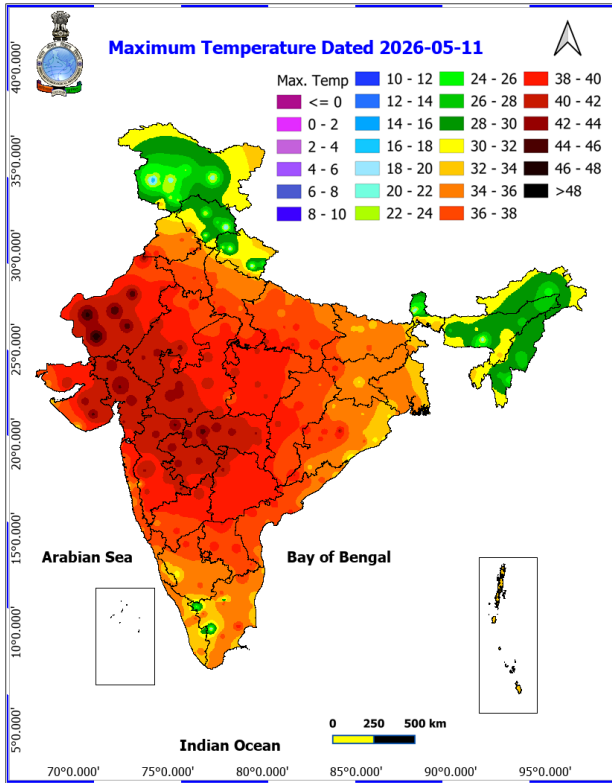 Maximum Temperature Dated 2026-05-11
Max. Temp
<= 0
0 - 2
2 - 4
4 - 6
6 - 8
8 - 10
10 - 12
12 - 14
14 - 16
16 - 18
18 - 20
20 - 22
22 - 24
24 - 26
26 - 28
28 - 30
30 - 32
32 - 34
34 - 36
36 - 38
38 - 40
40 - 42
42 - 44
44 - 46
46 - 48
>48
40°0.000'
35°0.000'
30°0.000'
25°0.000'
20°0.000'
15°0.000'
10°0.000'
5°0.000'
Arabian Sea
Bay of Bengal
Indian Ocean
0 250 500 km
70°0.000' 75°0.000' 80°0.000' 85°0.000' 90°0.000' 95°0.000'